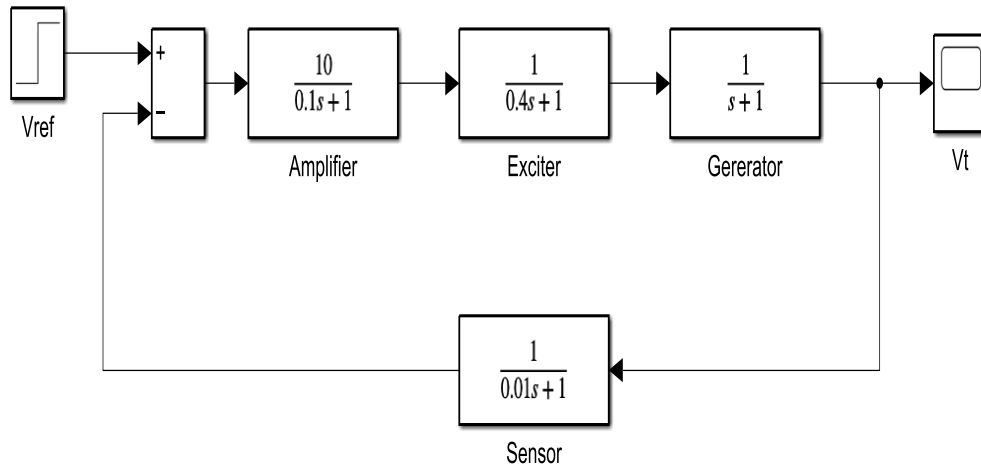 Vref
+
−
10
0.1s + 1
Amplifier
1
0.4s + 1
Exciter
1
s + 1
Gererator
Vt
1
0.01s + 1
Sensor